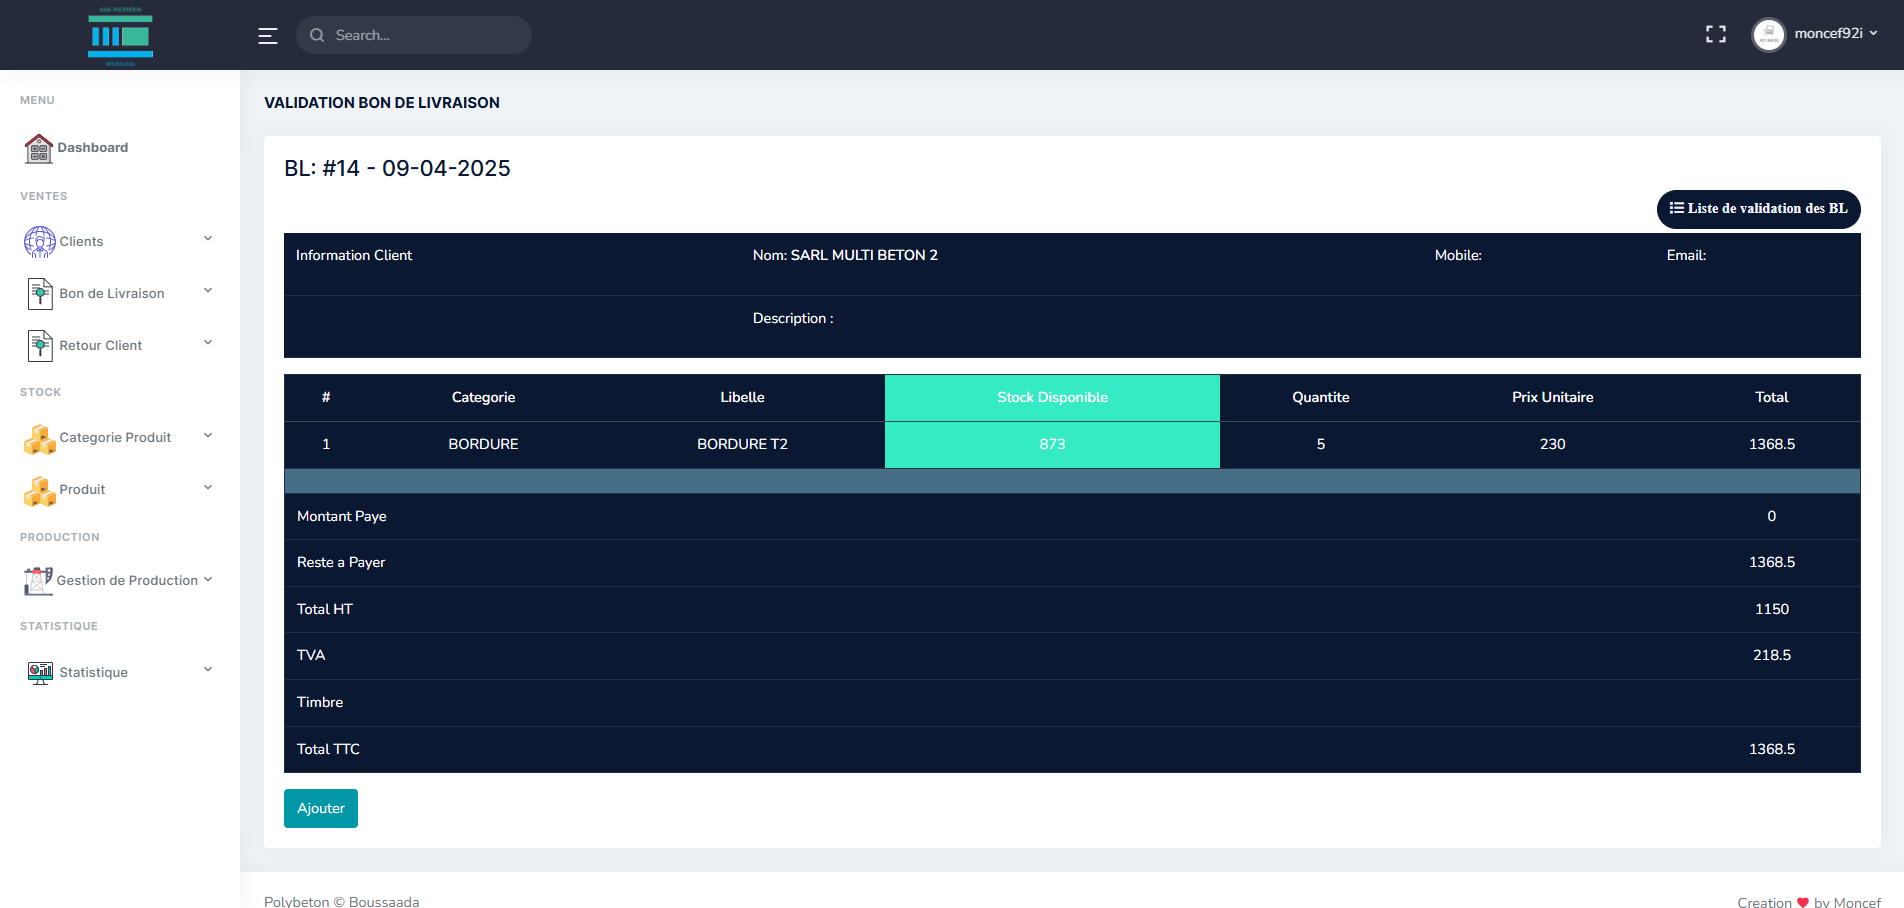 SARL POLYBETON
BOUSSAADA
Search...
moncef92i
MENU
Dashboard
VENTES
Clients
Bon de Livraison
Retour Client
STOCK
Categorie Produit
Produit
PRODUCTION
Gestion de Production
STATISTIQUE
Statistique
VALIDATION BON DE LIVRAISON
BL: #14 - 09-04-2025
Liste de validation des BL
Information Client Nom: SARL MULTI BETON 2 Mobile: Email:
Description :
# Categorie Libelle Stock Disponible Quantite Prix Unitaire Total
1 BORDURE BORDURE T2 873 5 230 1368.5
Montant Paye 0
Reste a Payer 1368.5
Total HT 1150
TVA 218.5
Timbre
Total TTC 1368.5
Ajouter
Polybeton © Boussaada
Creation ❤ by Moncef